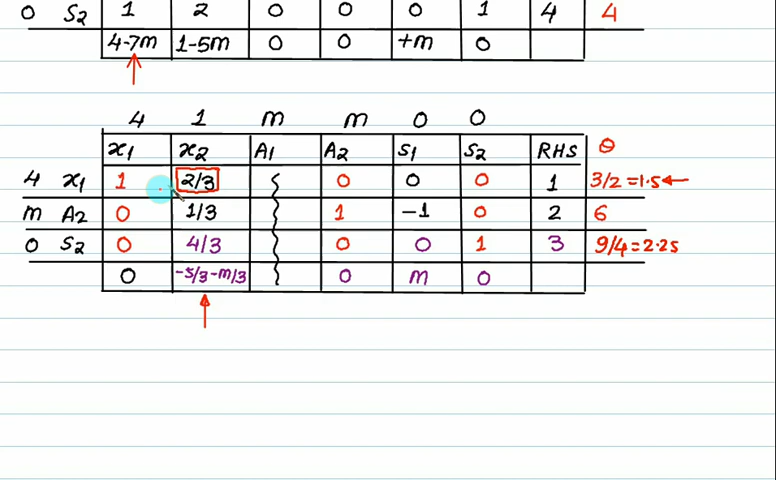 0 S2 1 2 0 0 0 1 4 4
4-7m 1-5m 0 0 +m 0
4 1 m m 0 0
x1 x2 A1 A2 S1 S2 RHS θ
4 x1 1 2/3 0 0 0 1 3/2 = 1.5
m A2 0 1/3 1 -1 0 2 6
0 S2 0 4/3 0 0 1 3 9/4 = 2.25
0 -5/3-m/3 0 m 0